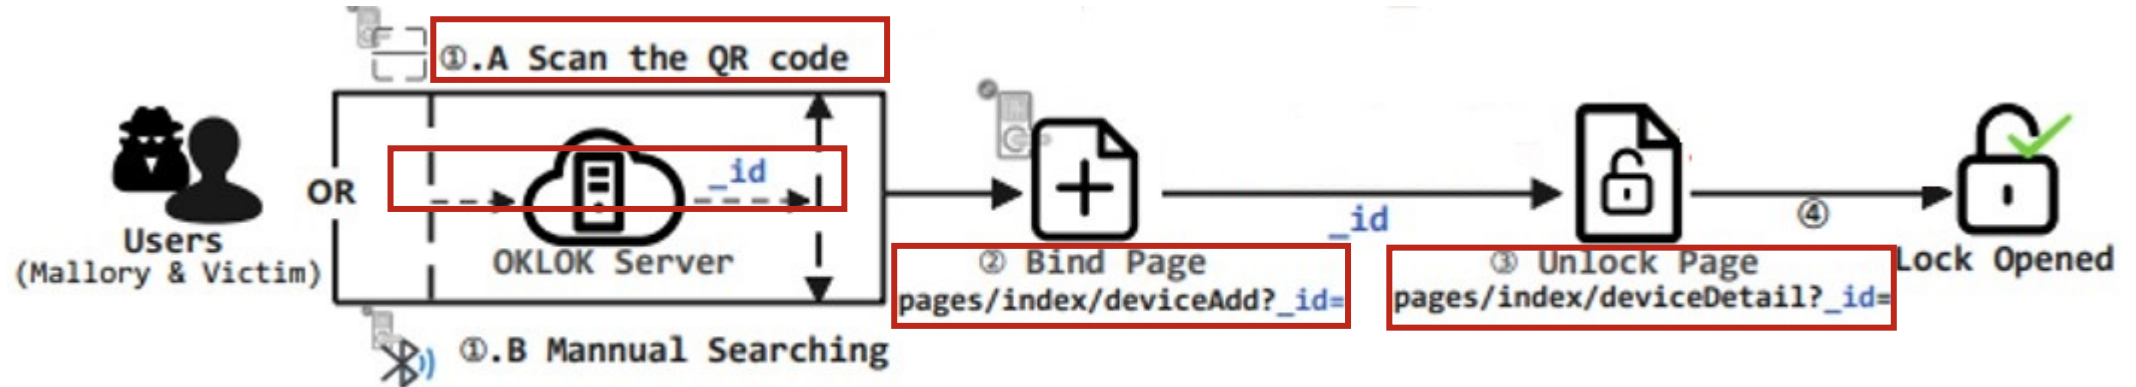 ①.A Scan the QR code
OR
_id
Users
(Mallory & Victim)
OKLOK Server
①.B Mannual Searching
② Bind Page
pages/index/deviceAdd?_id=
_id
③ Unlock Page
pages/index/deviceDetail?_id=
④
Lock Opened